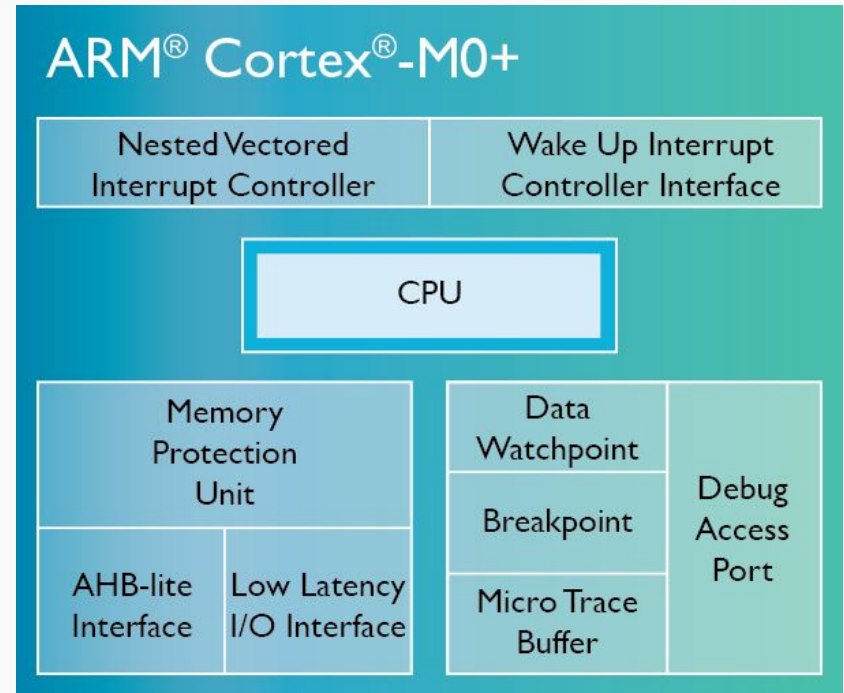 ARM® Cortex®-M0+
Nested Vectored
Interrupt Controller
Wake Up Interrupt
Controller Interface
CPU
Memory
Protection
Unit
AHB-lite
Interface
Low Latency
I/O Interface
Data
Watchpoint
Breakpoint
Micro Trace
Buffer
Debug
Access
Port